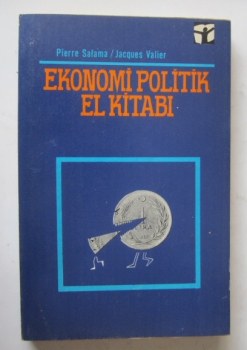 Pierre Salama / Jacques Valier
EKONOMİ POLİTİK
EL KİTABI